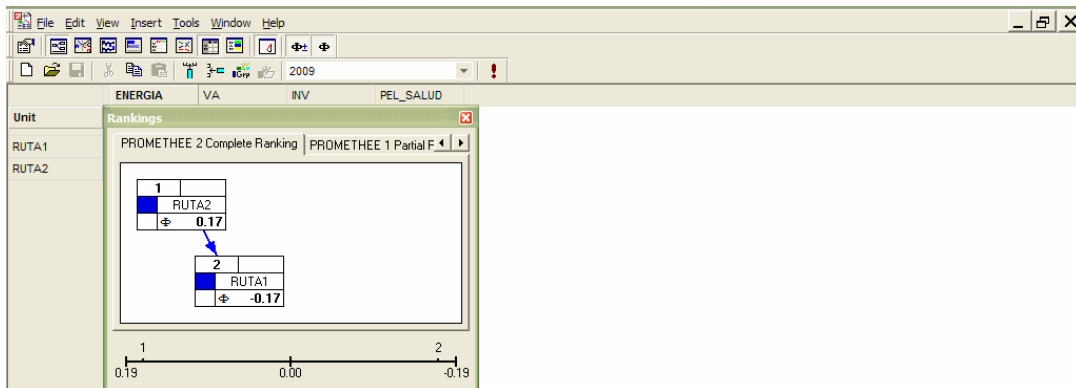 File Edit View Insert Tools Window Help
Φ± Φ
2009
ENERGIA VA INV PEL_SALUD
Unit
Rankings
PROMETHEE 2 Complete Ranking PROMETHEE 1 Partial F
RUTA1
RUTA2
1
RUTA2
Φ 0.17
2
RUTA1
Φ -0.17
1 2
0.19 0.00 -0.19